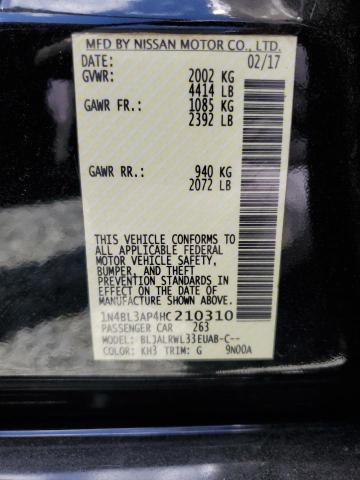 MFD BY NISSAN MOTOR CO., LTD.
DATE: 02/17
GVWR: 2002 KG
4414 LB
GAWR FR.: 1085 KG
2392 LB
GAWR RR.: 940 KG
2072 LB
THIS VEHICLE CONFORMS TO
ALL APPLICABLE FEDERAL
MOTOR VEHICLE SAFETY,
BUMPER, AND THEFT
PREVENTION STANDARDS IN
EFFECT ON THE DATE OF
MANUFACTURE SHOWN ABOVE.
1N4BL3AP4HC210310
PASSENGER CAR 263
MODEL: BL3ALRWL33EUAB-C--
COLOR: KH3 TRIM: G 9N00A